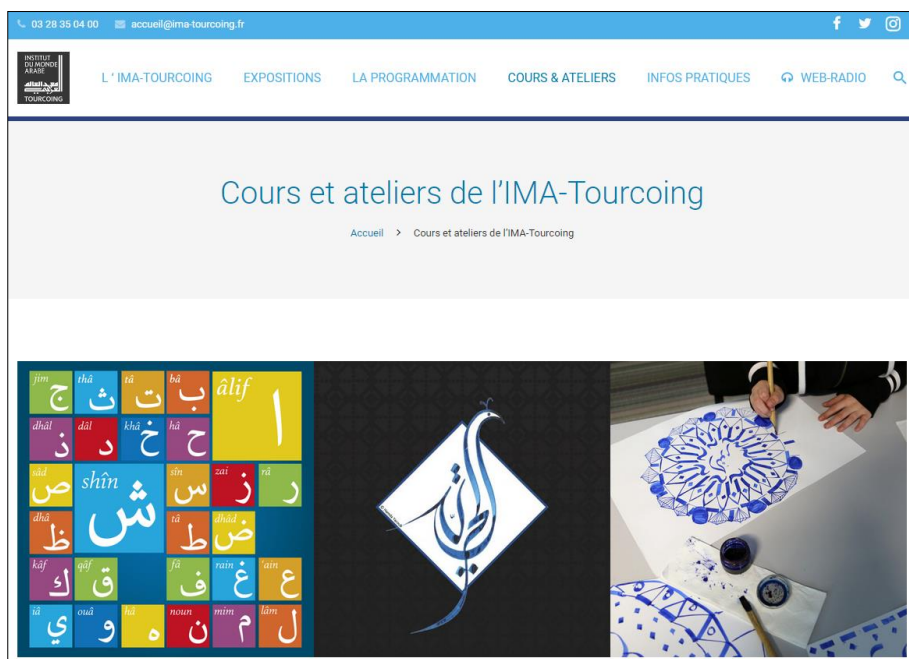 03 28 35 04 00 accueil@ima-tourcoing.fr
INSTITUT
DU MONDE
ARABE
TOURCOING
L ' IMA-TOURCOING EXPOSITIONS LA PROGRAMMATION COURS & ATELIERS INFOS PRATIQUES WEB-RADIO
Cours et ateliers de l'IMA-Tourcoing
Accueil > Cours et ateliers de l'IMA-Tourcoing
jim thâ tâ bâ âlif
ج ث ت ب ا
dhâl dâl khâ hâ
ذ د خ ح
sâd shîn sîn zai râ
ص ش س ز ر
dhâ tâ dhâd
ظ ط ض
kâf qâf fâ rain 'ain
ك ق ف غ ع
iâ ouâ hâ noun mim lâm
ي و ه ن م ل